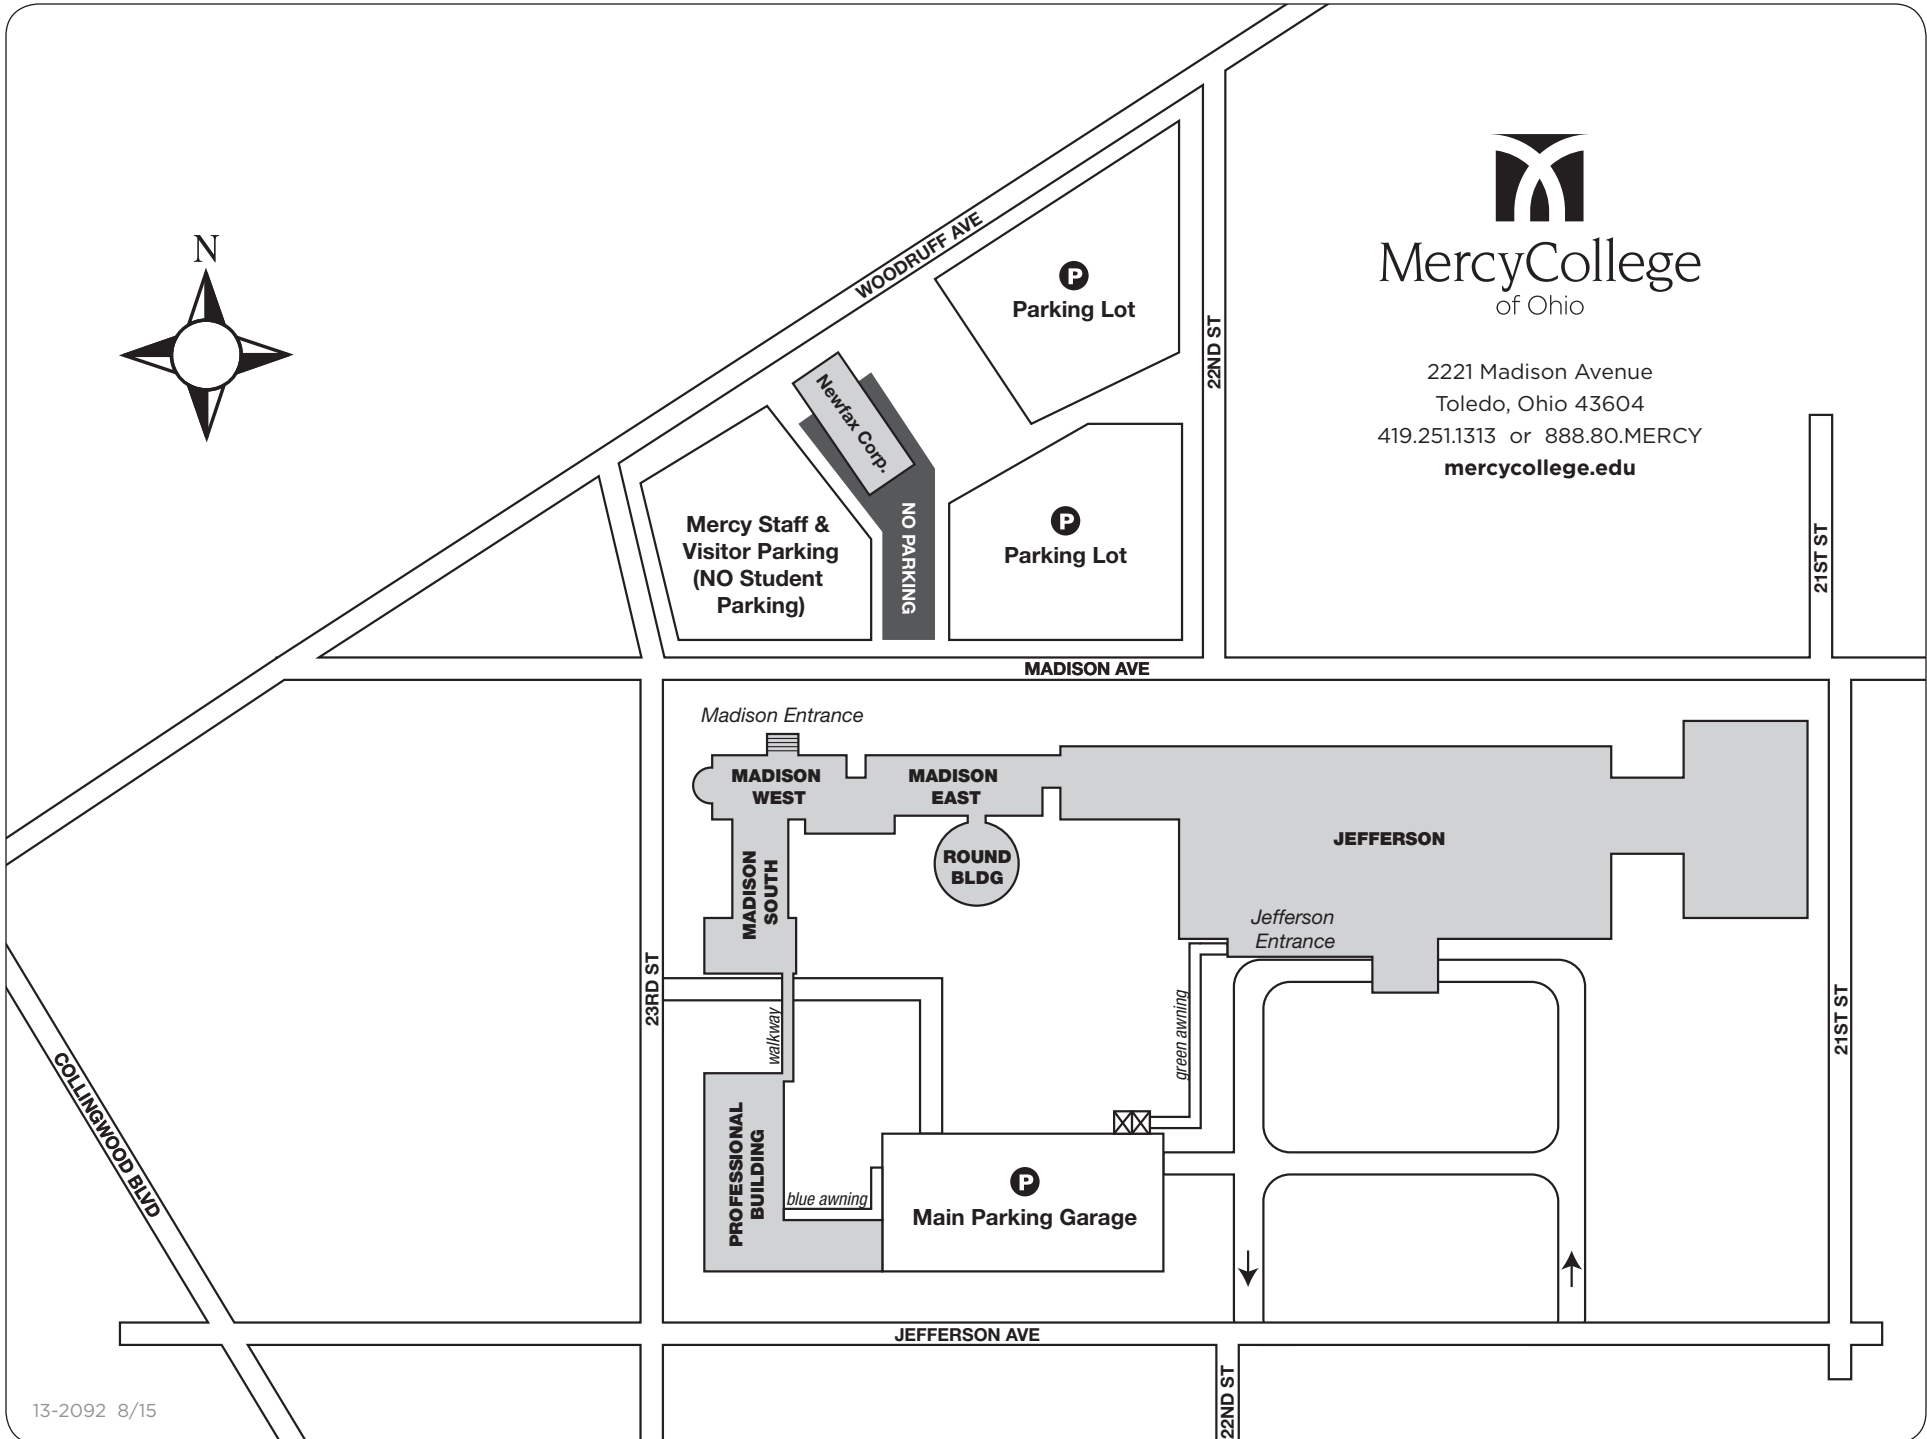 N
WOODRUFF AVE
P
Parking Lot
22ND ST
MercyCollege
of Ohio
2221 Madison Avenue
Toledo, Ohio 43604
419.251.1313 or 888.80.MERCY
mercycollege.edu
Newfax Corp.
NO PARKING
Mercy Staff &
Visitor Parking
(NO Student
Parking)
P
Parking Lot
21ST ST
MADISON AVE
Madison Entrance
MADISON
WEST
MADISON
EAST
ROUND
BLDG
MADISON
SOUTH
JEFFERSON
Jefferson
Entrance
23RD ST
walkway
green awning
21ST ST
COLLINGWOOD BLVD
PROFESSIONAL
BUILDING
blue awning
P
Main Parking Garage
JEFFERSON AVE
22ND ST
13-2092 8/15